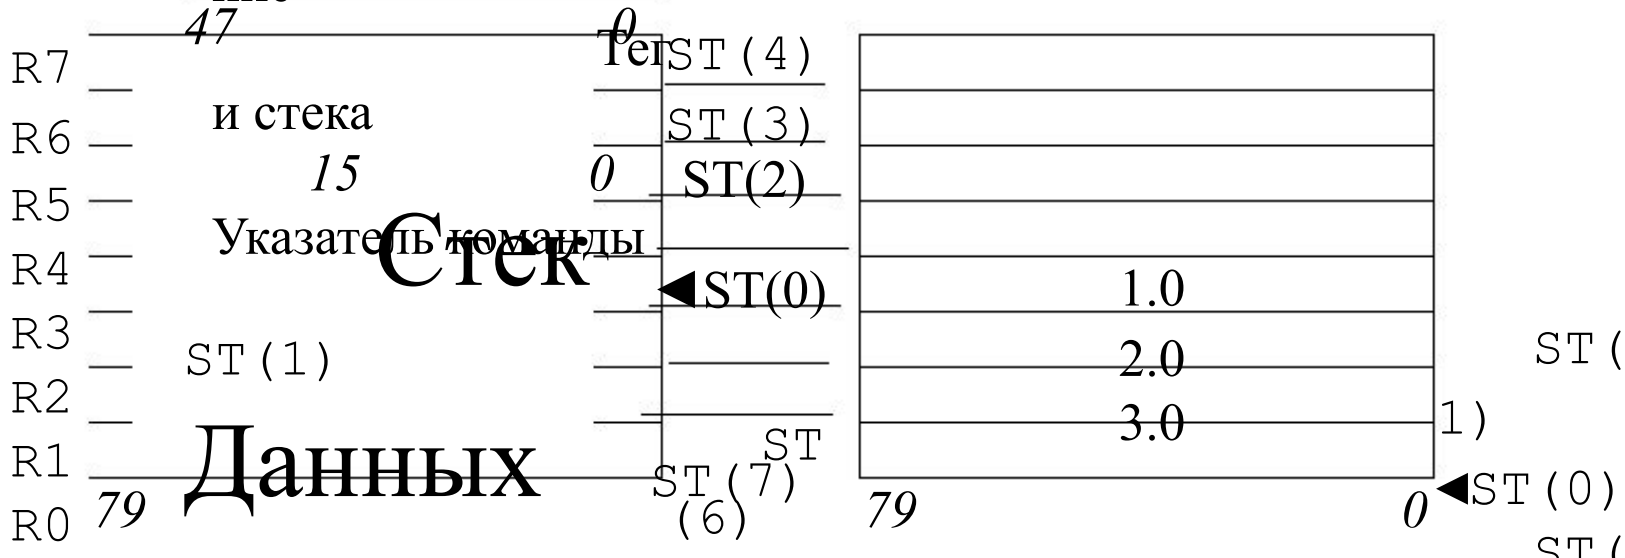 47 0
Тег
R7 ST(4)
и стека
R6 ST(3)
15 0
R5 ST(2)
Указатель команды
Стек
R4
ST(0) 1.0
R3
ST(1) 2.0 ST(
R2
3.0 1)
ST
R1
Данных
ST(7)
ST(0)
79 79 0
R0 (6)